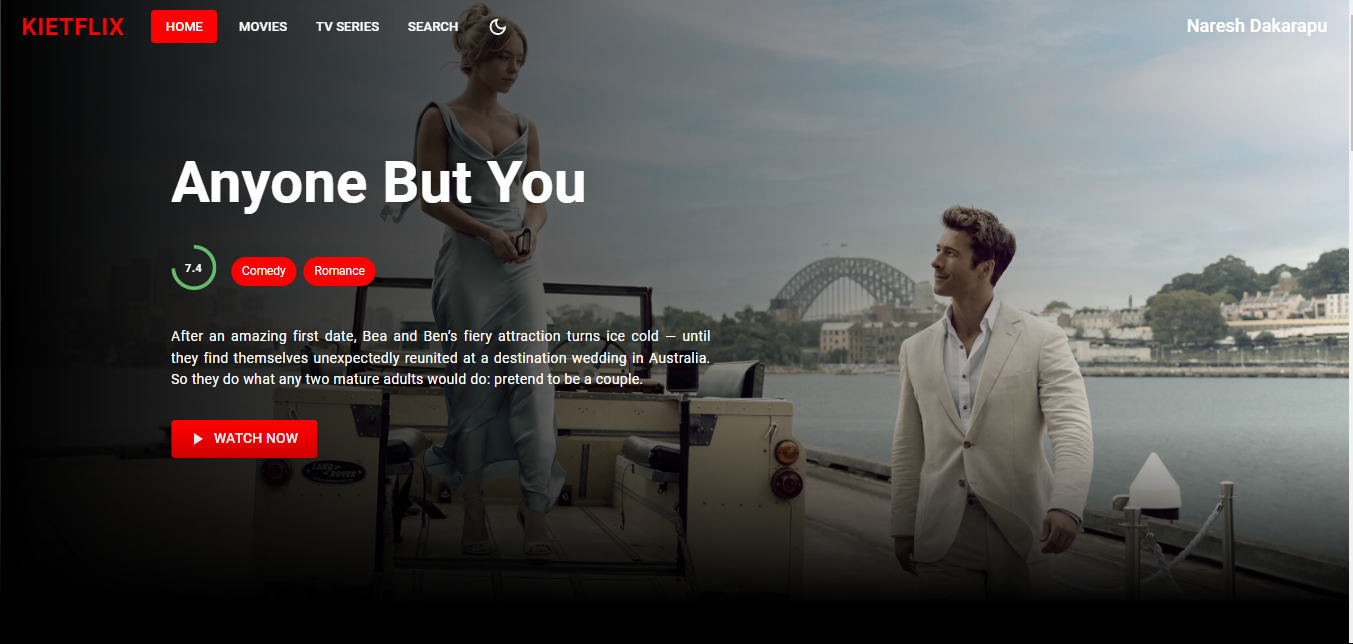 KIETFLIX
HOME
MOVIES
TV SERIES
SEARCH
Naresh Dakarapu
Anyone But You
7.4
Comedy
Romance
After an amazing first date, Bea and Ben’s fiery attraction turns ice cold — until
they find themselves unexpectedly reunited at a destination wedding in Australia.
So they do what any two mature adults would do: pretend to be a couple.
WATCH NOW
LAND
ROVER